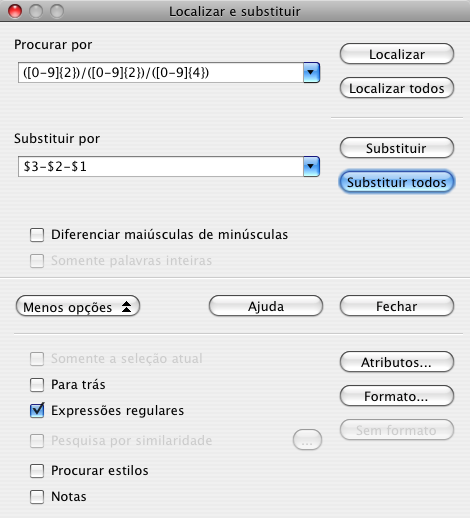 Localizar e substituir
Procurar por
([0-9]{2})/([0-9]{2})/([0-9]{4})
Localizar
Localizar todos
Substituir por
$3-$2-$1
Substituir
Substituir todos
Diferenciar maiúsculas de minúsculas
Somente palavras inteiras
Menos opções
Ajuda
Fechar
Somente a seleção atual
Para trás
Expressões regulares
Pesquisa por similaridade
...
Procurar estilos
Notas
Atributos...
Formato...
Sem formato